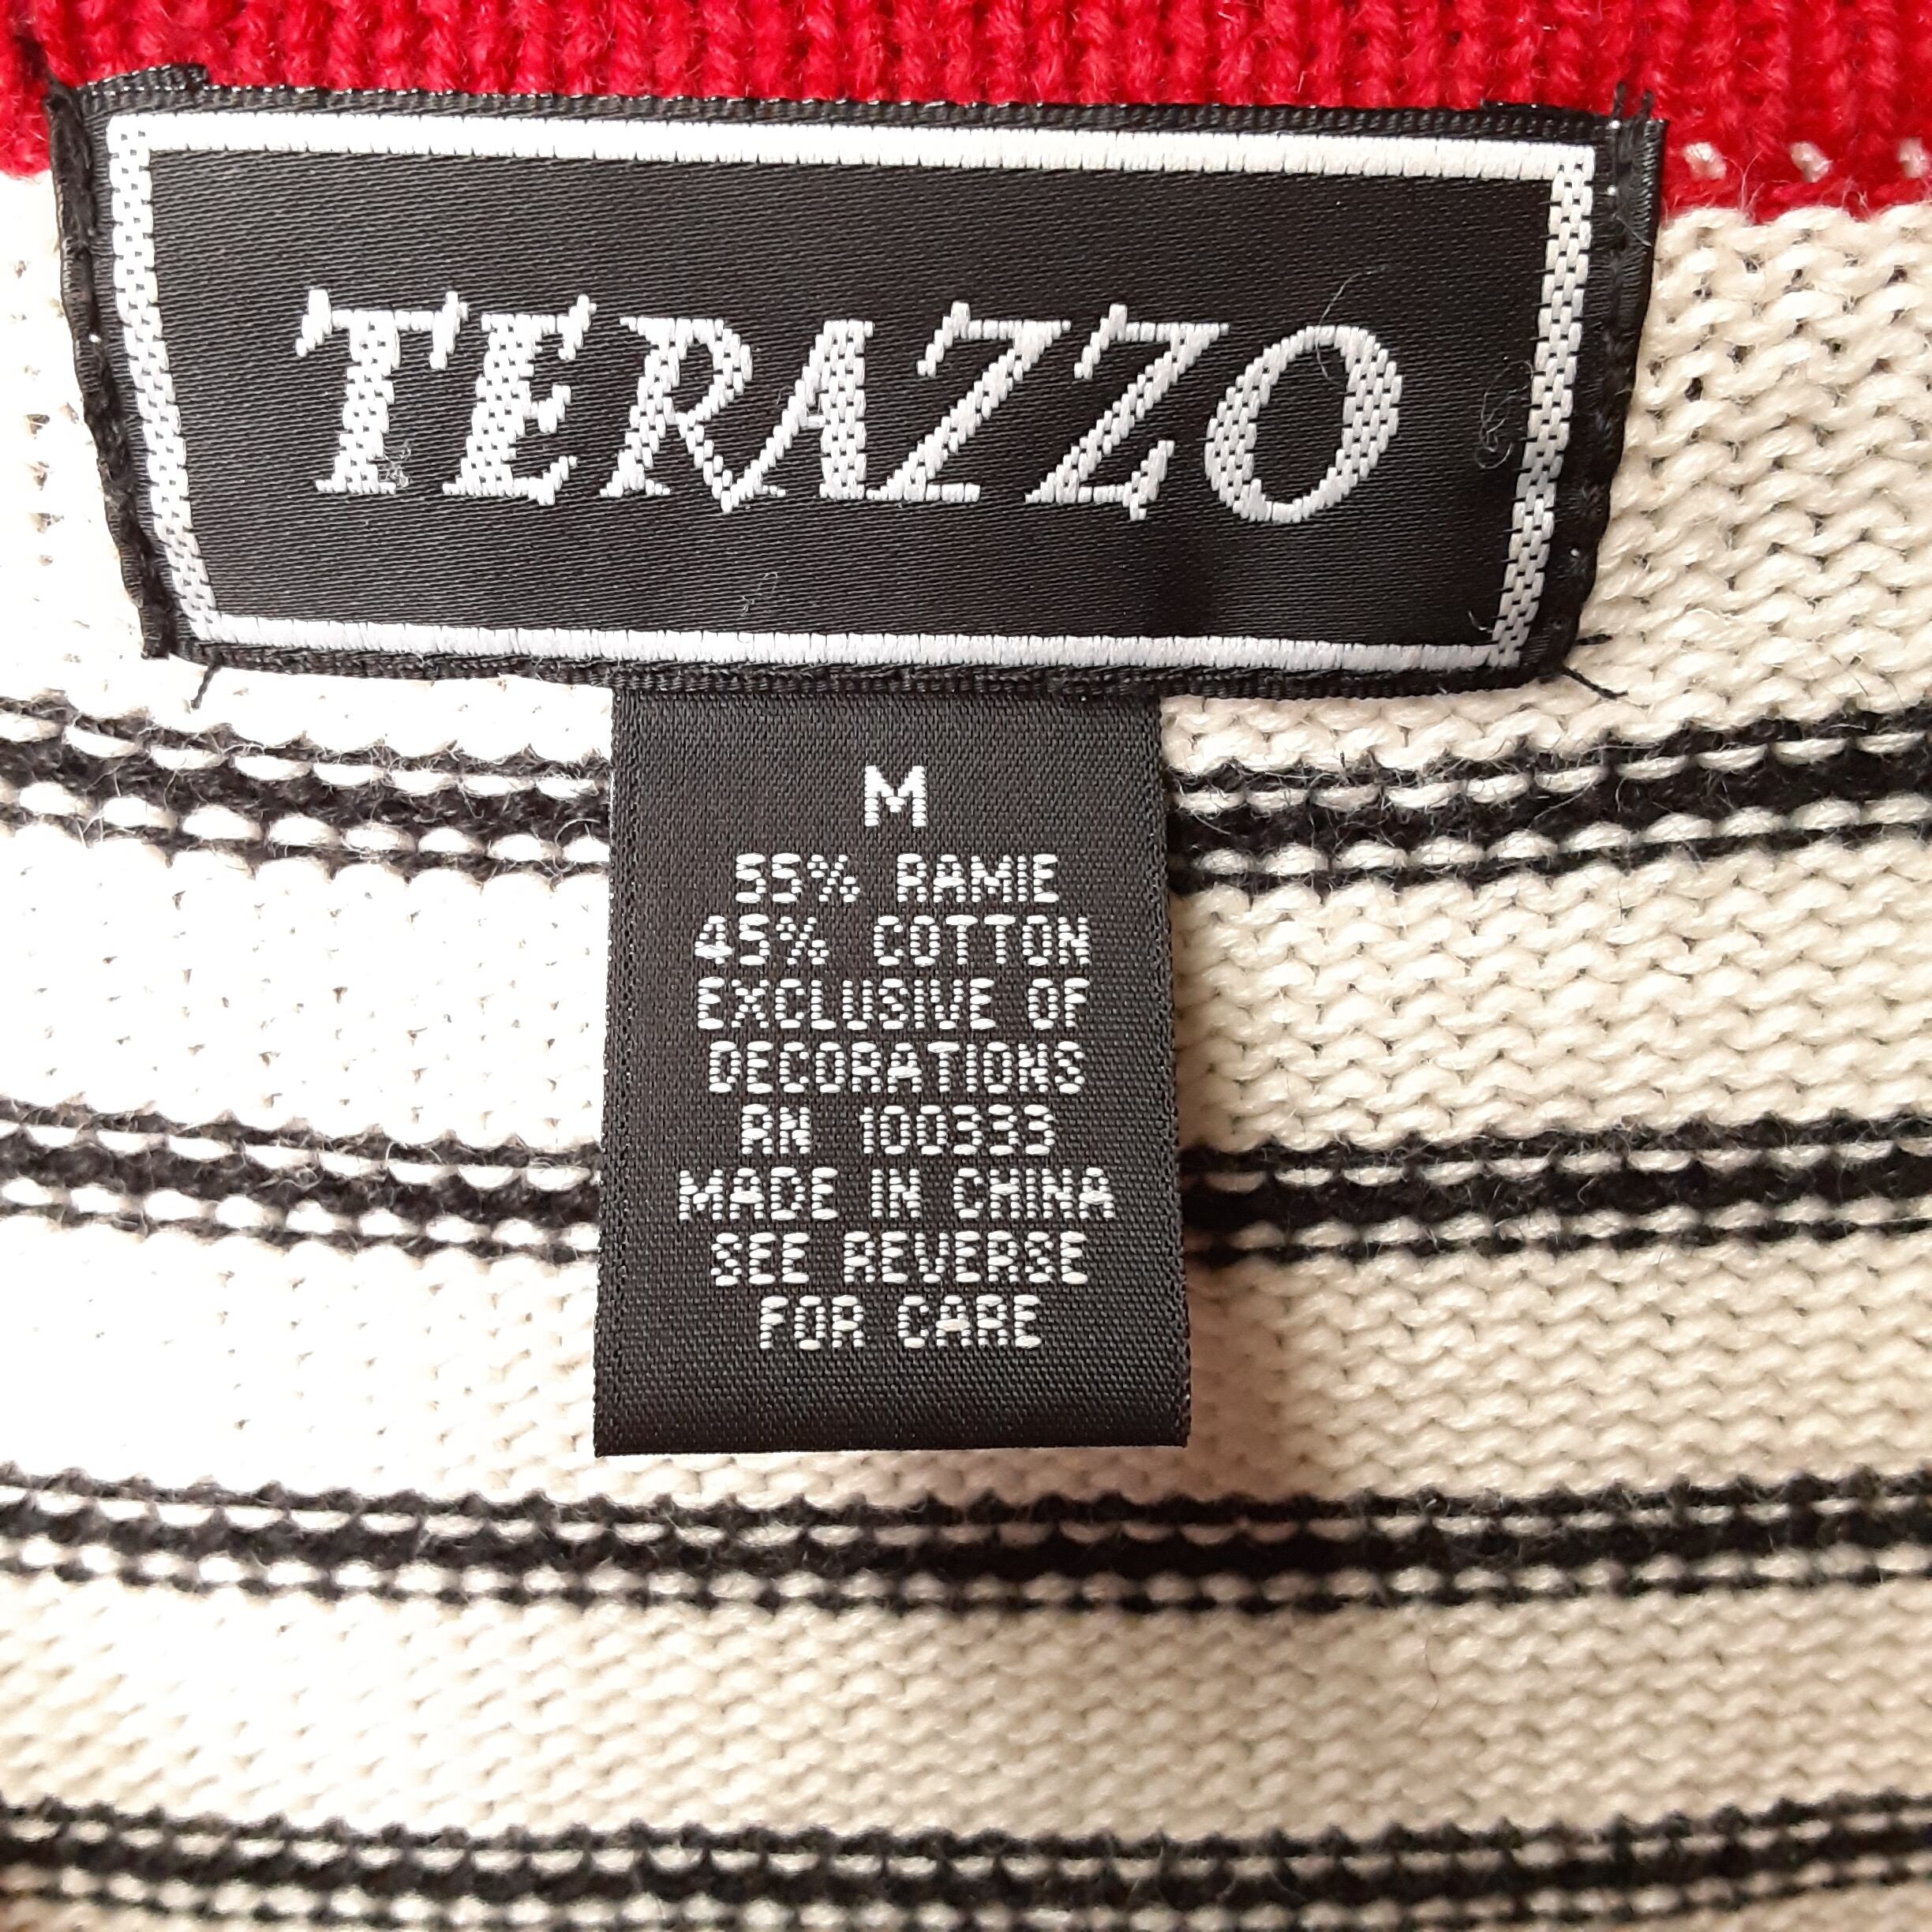 TERAZZO
M
55% RAMIE
45% COTTON
EXCLUSIVE OF
DECORATIONS
RN 100333
MADE IN CHINA
SEE REVERSE
FOR CARE